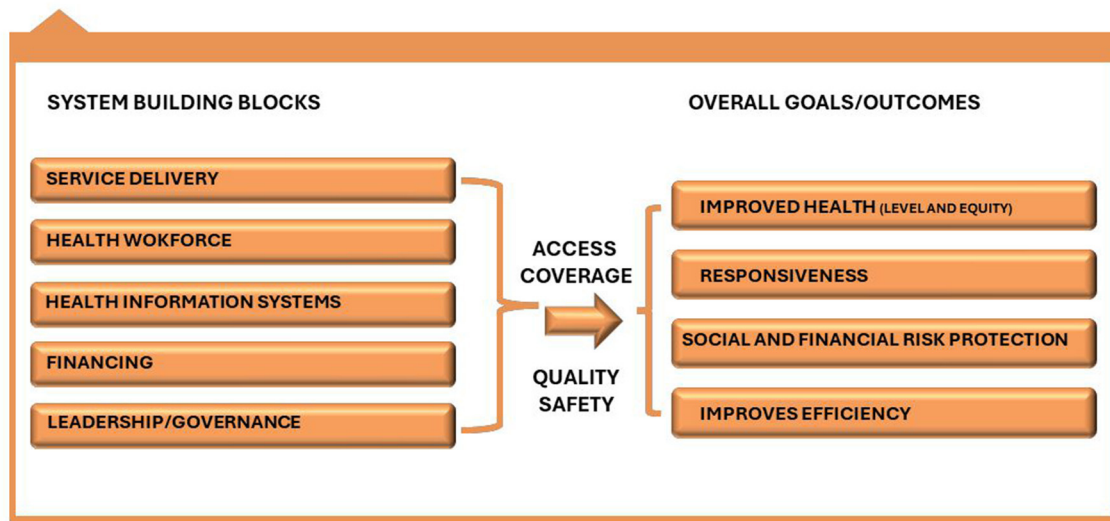 SYSTEM BUILDING BLOCKS
SERVICE DELIVERY
HEALTH WOKFORCE
HEALTH INFORMATION SYSTEMS
FINANCING
LEADERSHIP/GOVERNANCE
ACCESS
COVERAGE
QUALITY
SAFETY
OVERALL GOALS/OUTCOMES
IMPROVED HEALTH (LEVEL AND EQUITY)
RESPONSIVENESS
SOCIAL AND FINANCIAL RISK PROTECTION
IMPROVES EFFICIENCY